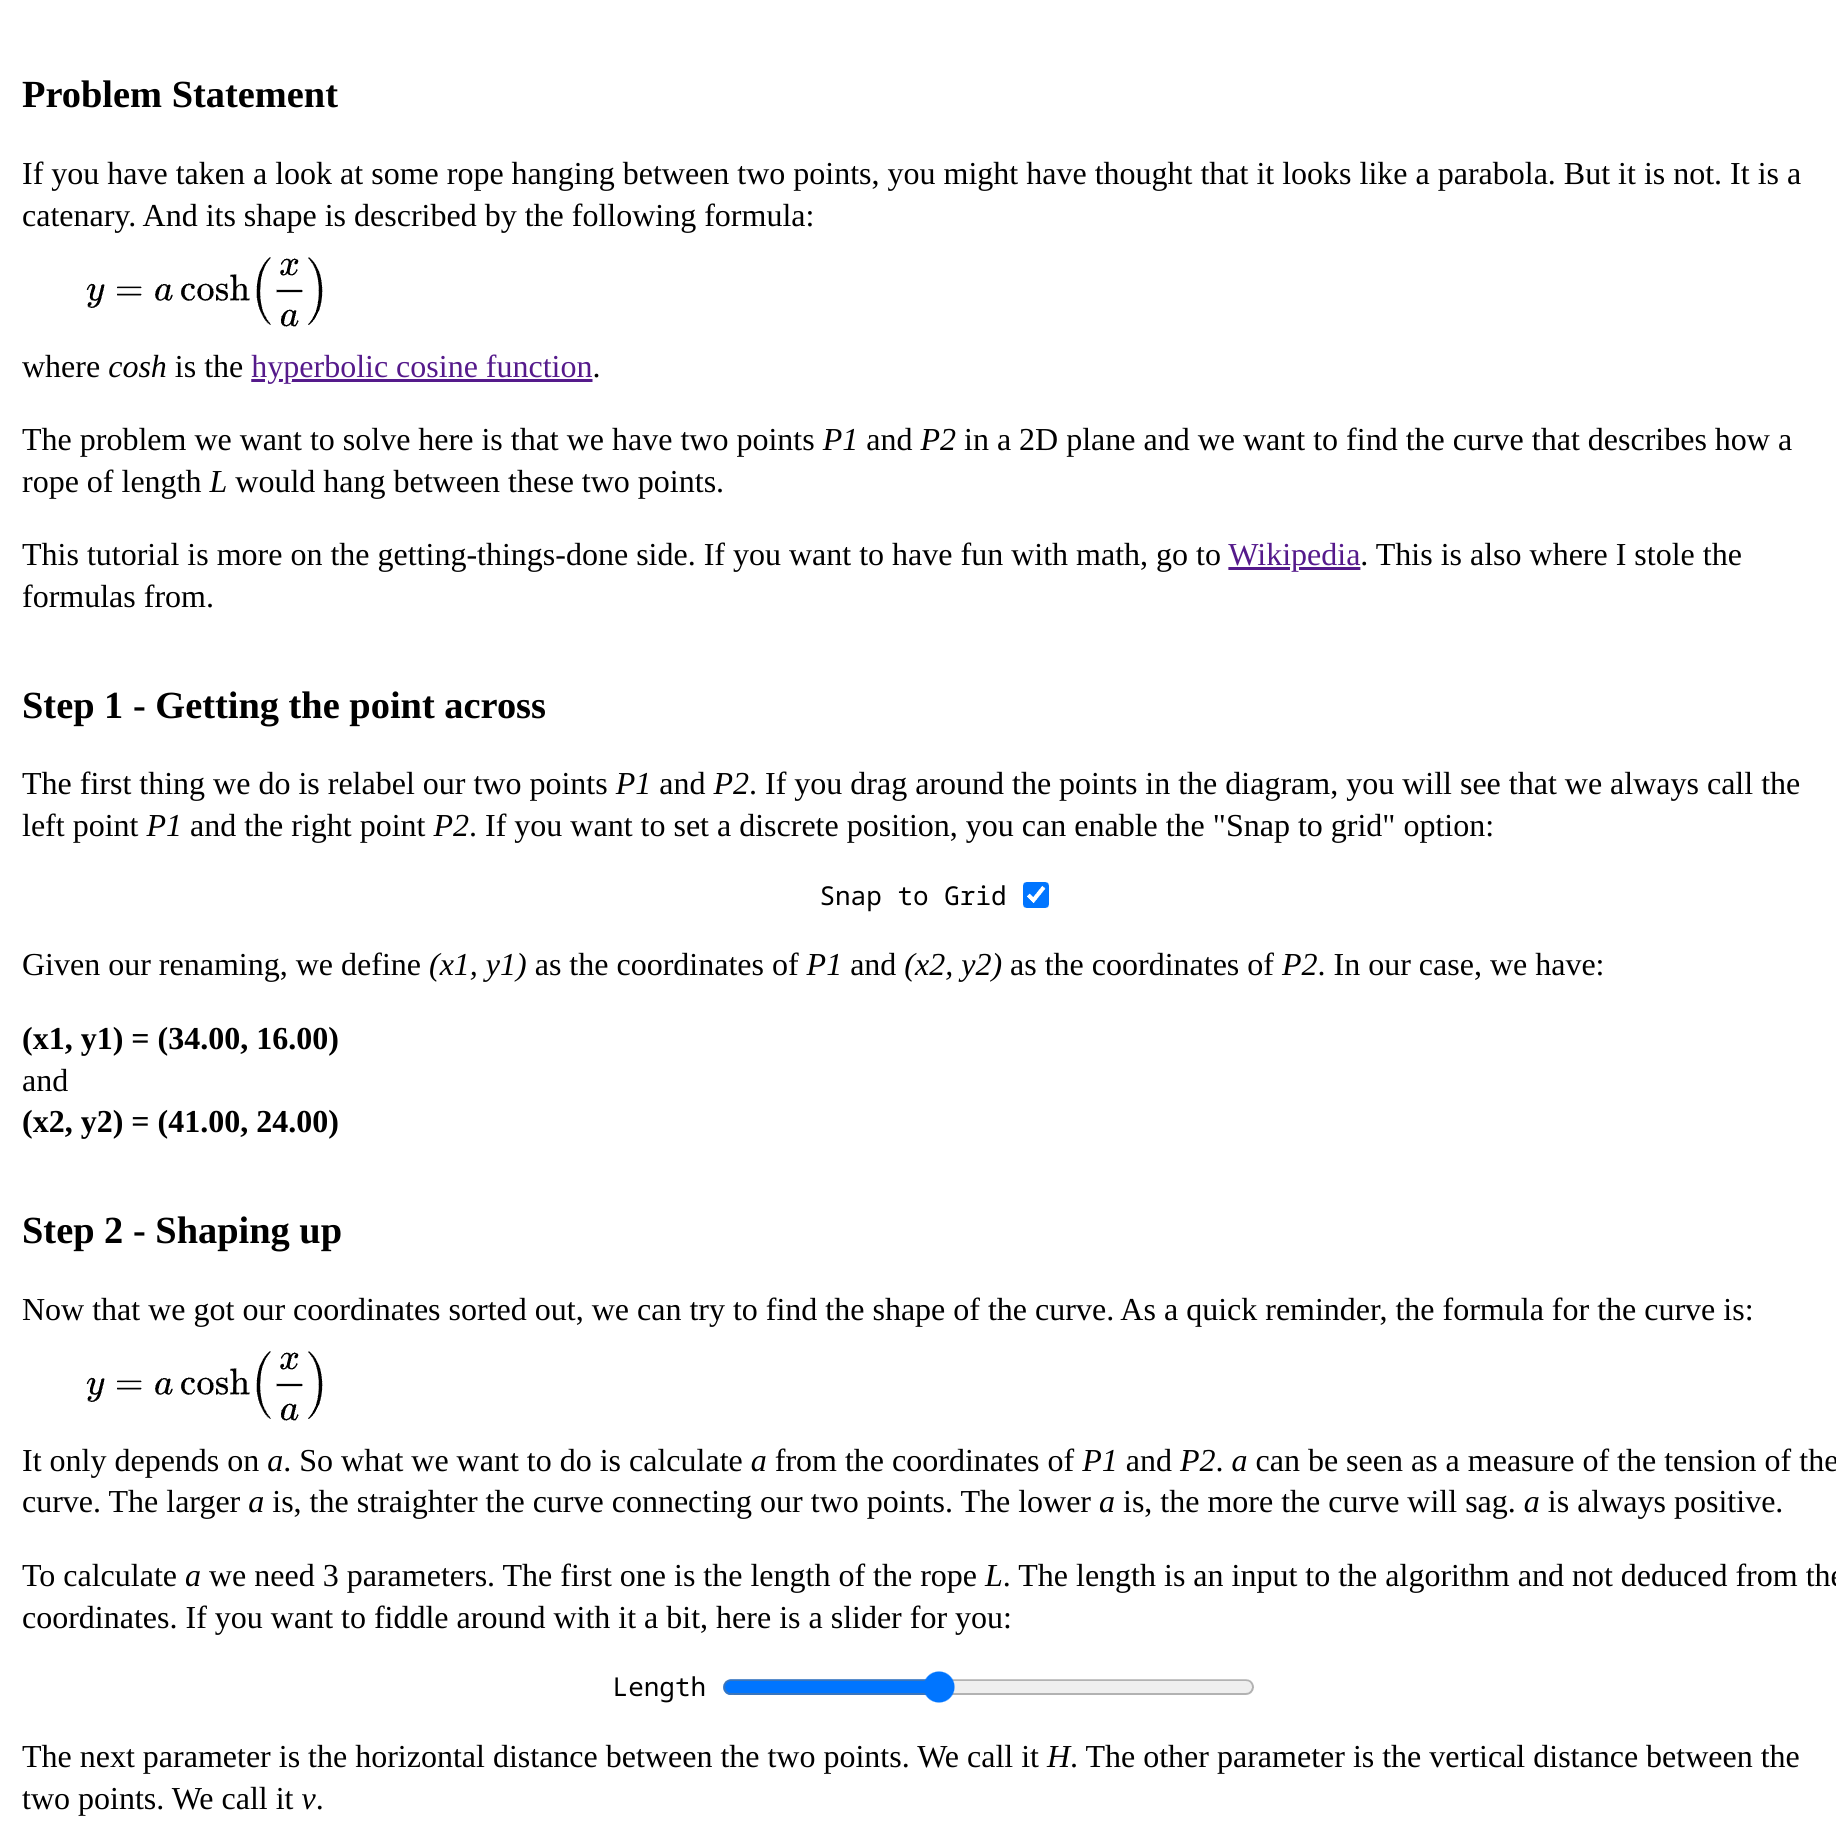 Problem Statement
If you have taken a look at some rope hanging between two points, you might have thought that it looks like a parabola. But it is not. It is a
catenary. And its shape is described by the following formula:
y = a cosh(x/a)
where cosh is the hyperbolic cosine function.
The problem we want to solve here is that we have two points P1 and P2 in a 2D plane and we want to find the curve that describes how a
rope of length L would hang between these two points.
This tutorial is more on the getting-things-done side. If you want to have fun with math, go to Wikipedia. This is also where I stole the
formulas from.
Step 1 - Getting the point across
The first thing we do is relabel our two points P1 and P2. If you drag around the points in the diagram, you will see that we always call the
left point P1 and the right point P2. If you want to set a discrete position, you can enable the "Snap to grid" option:
Snap to Grid
Given our renaming, we define (x1, y1) as the coordinates of P1 and (x2, y2) as the coordinates of P2. In our case, we have:
(x1, y1) = (34.00, 16.00)
and
(x2, y2) = (41.00, 24.00)
Step 2 - Shaping up
Now that we got our coordinates sorted out, we can try to find the shape of the curve. As a quick reminder, the formula for the curve is:
y = a cosh(x/a)
It only depends on a. So what we want to do is calculate a from the coordinates of P1 and P2. a can be seen as a measure of the tension of the
curve. The larger a is, the straighter the curve connecting our two points. The lower a is, the more the curve will sag. a is always positive.
To calculate a we need 3 parameters. The first one is the length of the rope L. The length is an input to the algorithm and not deduced from the
coordinates. If you want to fiddle around with it a bit, here is a slider for you:
Length
The next parameter is the horizontal distance between the two points. We call it H. The other parameter is the vertical distance between the
two points. We call it v.